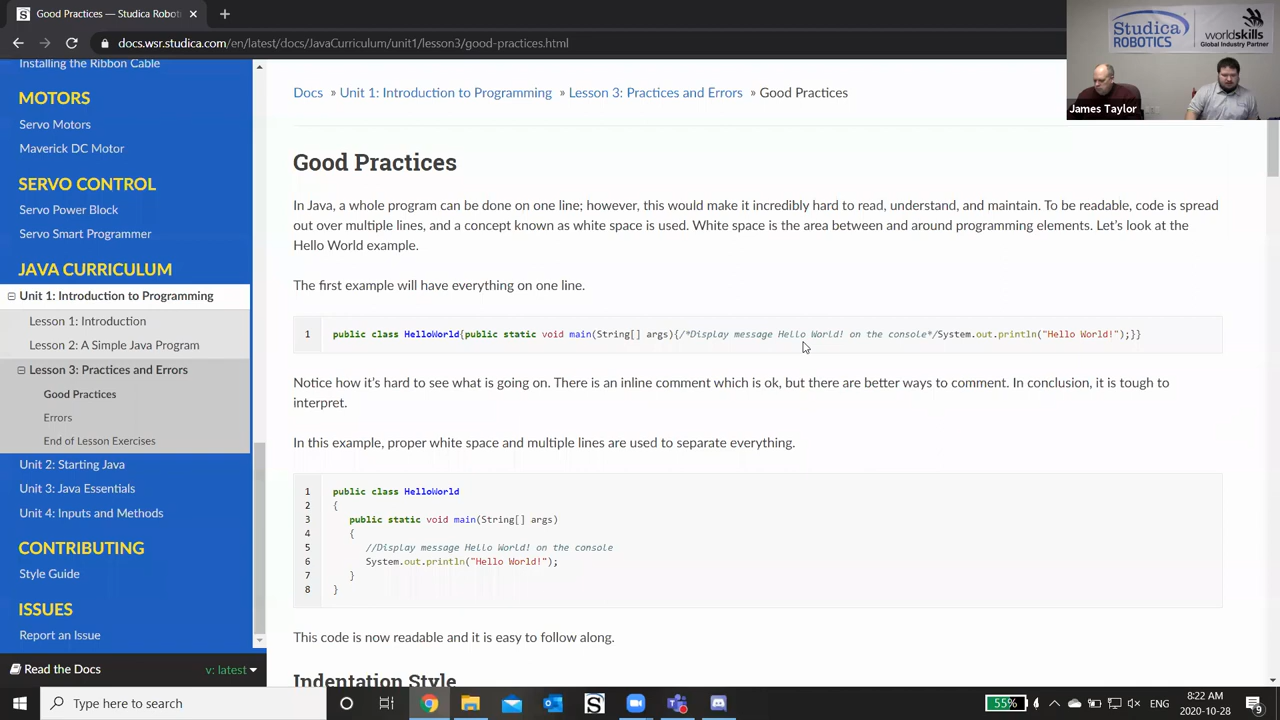 Good Practices — Studica Robotics
docs.wsr.studica.com/en/latest/docs/JavaCurriculum/unit1/lesson3/good-practices.html
Studica
ROBOTICS
worldskills
Global Industry Partner
James Taylor
Installing the Ribbon Cable
MOTORS
Servo Motors
Maverick DC Motor
SERVO CONTROL
Servo Power Block
Servo Smart Programmer
JAVA CURRICULUM
Unit 1: Introduction to Programming
Lesson 1: Introduction
Lesson 2: A Simple Java Program
Lesson 3: Practices and Errors
Good Practices
Errors
End of Lesson Exercises
Unit 2: Starting Java
Unit 3: Java Essentials
Unit 4: Inputs and Methods
CONTRIBUTING
Style Guide
ISSUES
Report an Issue
Read the Docs v: latest
Docs » Unit 1: Introduction to Programming » Lesson 3: Practices and Errors » Good Practices
Good Practices
In Java, a whole program can be done on one line; however, this would make it incredibly hard to read, understand, and maintain. To be readable, code is spread
out over multiple lines, and a concept known as white space is used. White space is the area between and around programming elements. Let's look at the
Hello World example.
The first example will have everything on one line.
1 public class HelloWorld{public static void main(String[] args){/*Display message Hello World! on the console*/System.out.println("Hello World!");}}
Notice how it's hard to see what is going on. There is an inline comment which is ok, but there are better ways to comment. In conclusion, it is tough to
interpret.
In this example, proper white space and multiple lines are used to separate everything.
1 public class HelloWorld
2 {
3 public static void main(String[] args)
4 {
5 //Display message Hello World! on the console
6 System.out.println("Hello World!");
7 }
8 }
This code is now readable and it is easy to follow along.
Indentation Style
Type here to search
55%
ENG
8:22 AM
2020-10-28
9